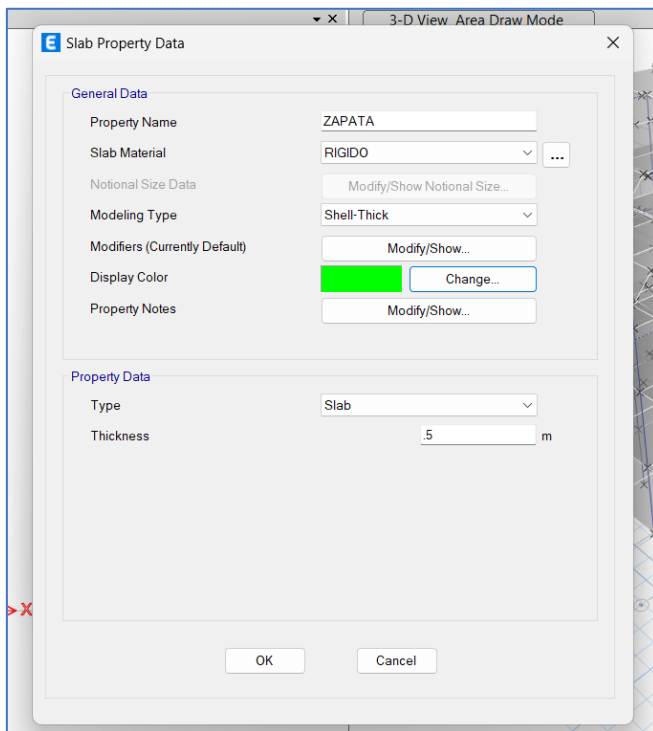 3-D View Area Draw Mode
E Slab Property Data
General Data
Property Name ZAPATA
Slab Material RIGIDO ...
Notional Size Data Modify/Show Notional Size...
Modeling Type Shell-Thick
Modifiers (Currently Default) Modify/Show...
Display Color Change...
Property Notes Modify/Show...
Property Data
Type Slab
Thickness .5 m
X
OK Cancel